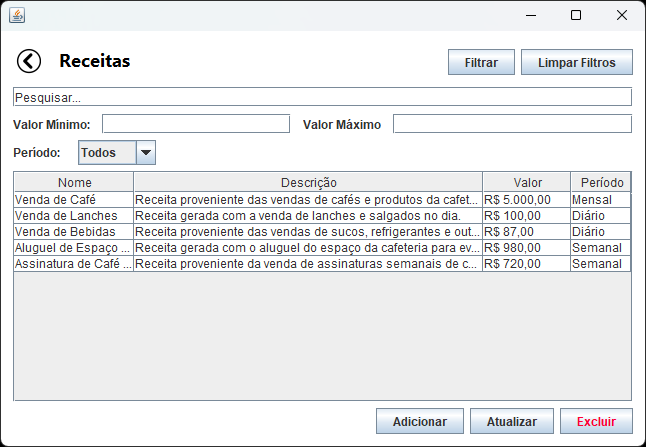 Receitas
Filtrar
Limpar Filtros
Pesquisar...
Valor Mínimo:
Valor Máximo
Período:
Todos
Nome Descrição Valor Período
Venda de Café Receita proveniente das vendas de cafés e produtos da cafet... R$ 5.000,00 Mensal
Venda de Lanches Receita gerada com a venda de lanches e salgados no dia. R$ 100,00 Diário
Venda de Bebidas Receita proveniente das vendas de sucos, refrigerantes e out... R$ 87,00 Diário
Aluguel de Espaço ... Receita gerada com o aluguel do espaço da cafeteria para ev... R$ 980,00 Semanal
Assinatura de Café ... Receita proveniente da venda de assinaturas semanais de c... R$ 720,00 Semanal
Adicionar
Atualizar
Excluir